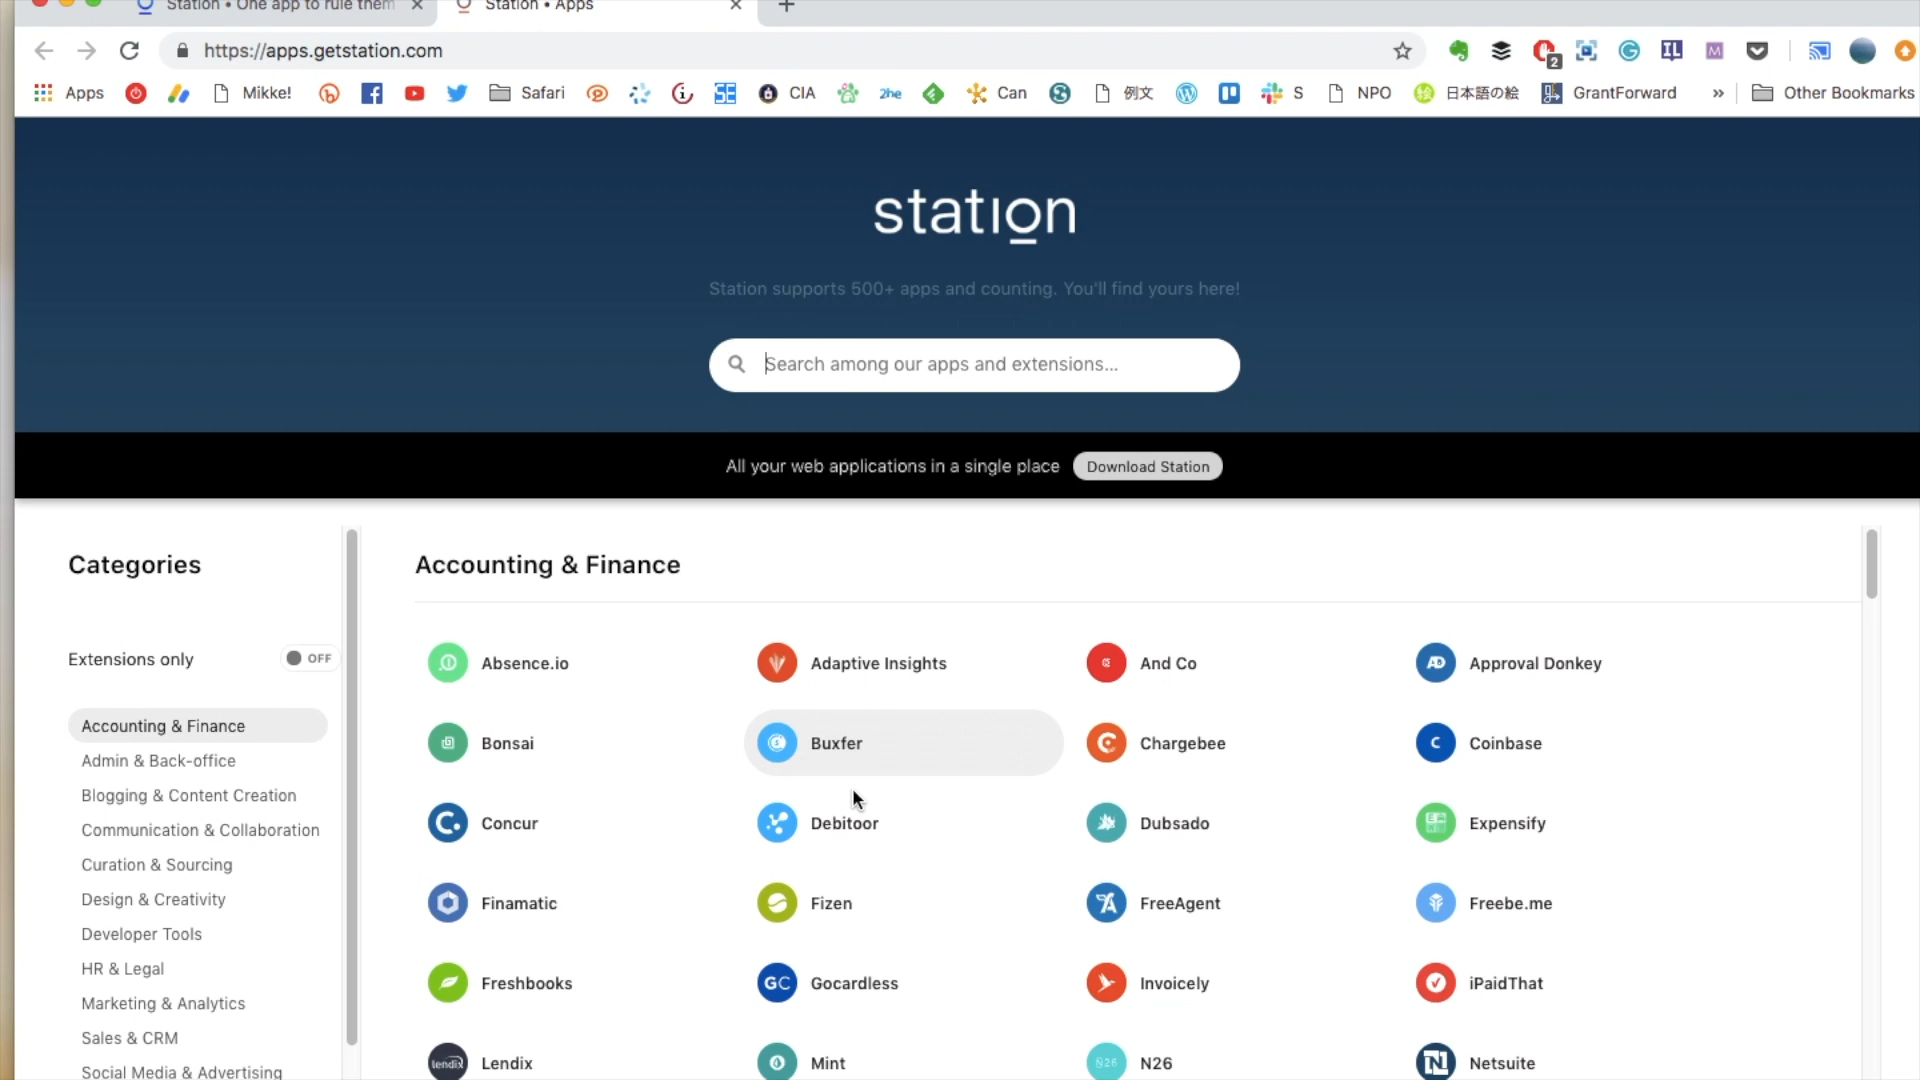 Station • One app to rule them
Station • Apps
https://apps.getstation.com
2
IL
M
Apps
Mikke!
Safari
CIA
2he
Can
例文
S
NPO
日本語の絵
GrantForward
»
Other Bookmarks
station
Station supports 500+ apps and counting. You'll find yours here!
Search among our apps and extensions...
All your web applications in a single place
Download Station
Categories
Extensions only
OFF
Accounting & Finance
Admin & Back-office
Blogging & Content Creation
Communication & Collaboration
Curation & Sourcing
Design & Creativity
Developer Tools
HR & Legal
Marketing & Analytics
Sales & CRM
Social Media & Advertising
Accounting & Finance
Absence.io
Adaptive Insights
And Co
Approval Donkey
Bonsai
Buxfer
Chargebee
Coinbase
Concur
Debitoor
Dubsado
Expensify
Finamatic
Fizen
FreeAgent
Freebe.me
Freshbooks
GC
Gocardless
Invoicely
iPaidThat
lendix
Lendix
Mint
N26
N26
Netsuite